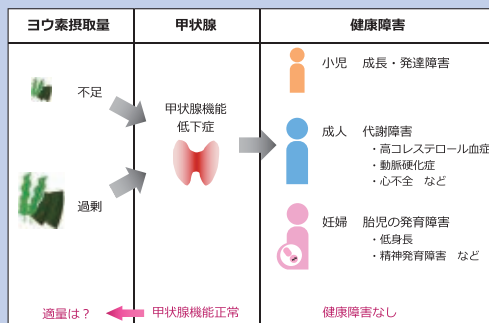 ヨウ素摂取量
甲状腺
健康障害
不足
過剰
甲状腺機能
低下症
小児 成長・発達障害
成人 代謝障害
・高コレステロール血症
・動脈硬化症
・心不全 など
妊婦 胎児の発育障害
・低身長
・精神発育障害 など
適量は？
甲状腺機能正常
健康障害なし